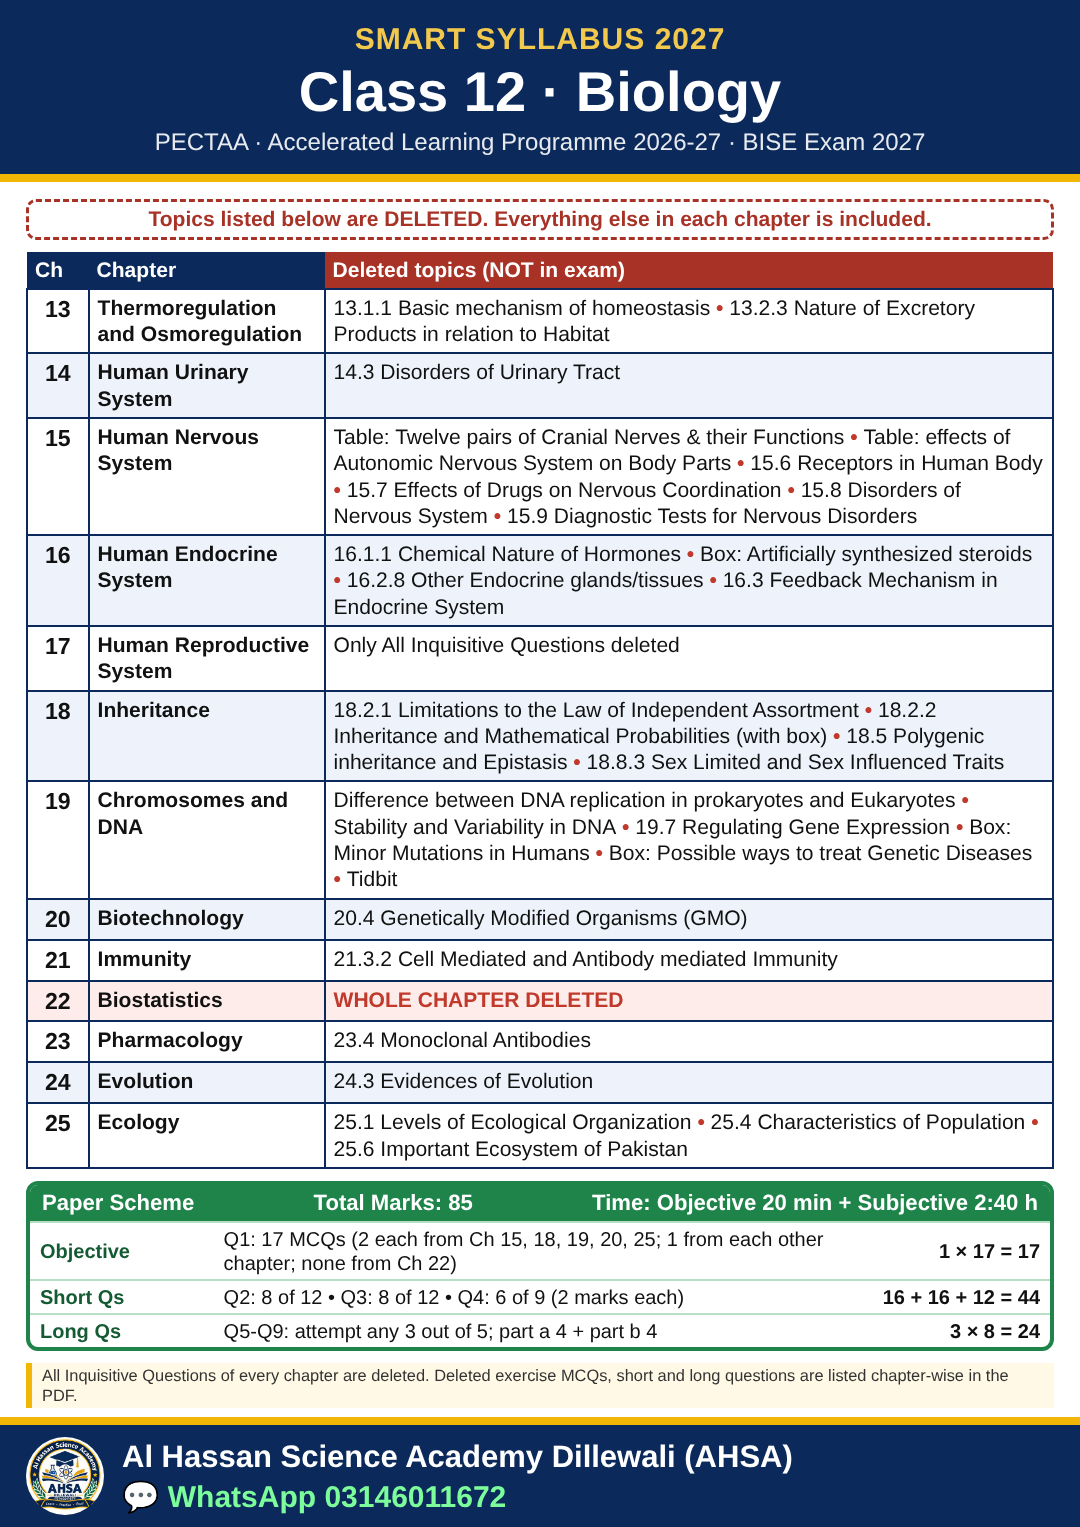 SMART SYLLABUS 2027
Class 12 · Biology
PECTAA · Accelerated Learning Programme 2026-27 · BISE Exam 2027
Topics listed below are DELETED. Everything else in each chapter is included.
Ch Chapter Deleted topics (NOT in exam)
13 Thermoregulation and Osmoregulation
13.1.1 Basic mechanism of homeostasis • 13.2.3 Nature of Excretory
Products in relation to Habitat
14 Human Urinary System
14.3 Disorders of Urinary Tract
15 Human Nervous System
Table: Twelve pairs of Cranial Nerves & their Functions • Table: effects of
Autonomic Nervous System on Body Parts • 15.6 Receptors in Human Body
• 15.7 Effects of Drugs on Nervous Coordination • 15.8 Disorders of
Nervous System • 15.9 Diagnostic Tests for Nervous Disorders
16 Human Endocrine System
16.1.1 Chemical Nature of Hormones • Box: Artificially synthesized steroids
• 16.2.8 Other Endocrine glands/tissues • 16.3 Feedback Mechanism in
Endocrine System
17 Human Reproductive System
Only All Inquisitive Questions deleted
18 Inheritance
18.2.1 Limitations to the Law of Independent Assortment • 18.2.2
Inheritance and Mathematical Probabilities (with box) • 18.5 Polygenic
inheritance and Epistasis • 18.8.3 Sex Limited and Sex Influenced Traits
19 Chromosomes and DNA
Difference between DNA replication in prokaryotes and Eukaryotes •
Stability and Variability in DNA • 19.7 Regulating Gene Expression • Box:
Minor Mutations in Humans • Box: Possible ways to treat Genetic Diseases
• Tidbit
20 Biotechnology 20.4 Genetically Modified Organisms (GMO)
21 Immunity 21.3.2 Cell Mediated and Antibody mediated Immunity
22 Biostatistics WHOLE CHAPTER DELETED
23 Pharmacology 23.4 Monoclonal Antibodies
24 Evolution 24.3 Evidences of Evolution
25 Ecology 25.1 Levels of Ecological Organization • 25.4 Characteristics of Population •
25.6 Important Ecosystem of Pakistan
Paper Scheme Total Marks: 85 Time: Objective 20 min + Subjective 2:40 h
Objective Q1: 17 MCQs (2 each from Ch 15, 18, 19, 20, 25; 1 from each other
chapter; none from Ch 22) 1 × 17 = 17
Short Qs Q2: 8 of 12 • Q3: 8 of 12 • Q4: 6 of 9 (2 marks each) 16 + 16 + 12 = 44
Long Qs Q5-Q9: attempt any 3 out of 5; part a 4 + part b 4 3 × 8 = 24
All Inquisitive Questions of every chapter are deleted. Deleted exercise MCQs, short and long questions are listed chapter-wise in the
PDF.
Al Hassan Science Academy
AHSA
DILLEWALI
Al Hassan Science Academy Dillewali (AHSA)
WhatsApp 03146011672